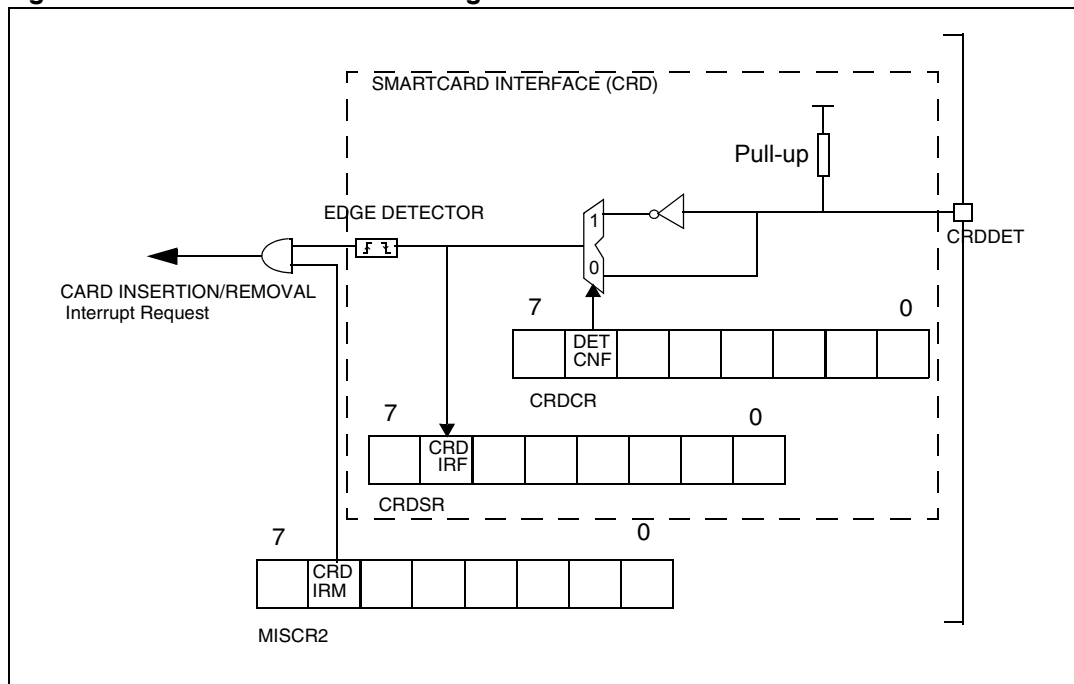 SMARTCARD INTERFACE (CRD)
Pull-up
EDGE DETECTOR
1
CRDDET
0
CARD INSERTION/REMOVAL
Interrupt Request
7
0
DET
CNF
CRDCR
7
0
CRD
IRF
CRDSR
7
0
CRD
IRM
MISCR2